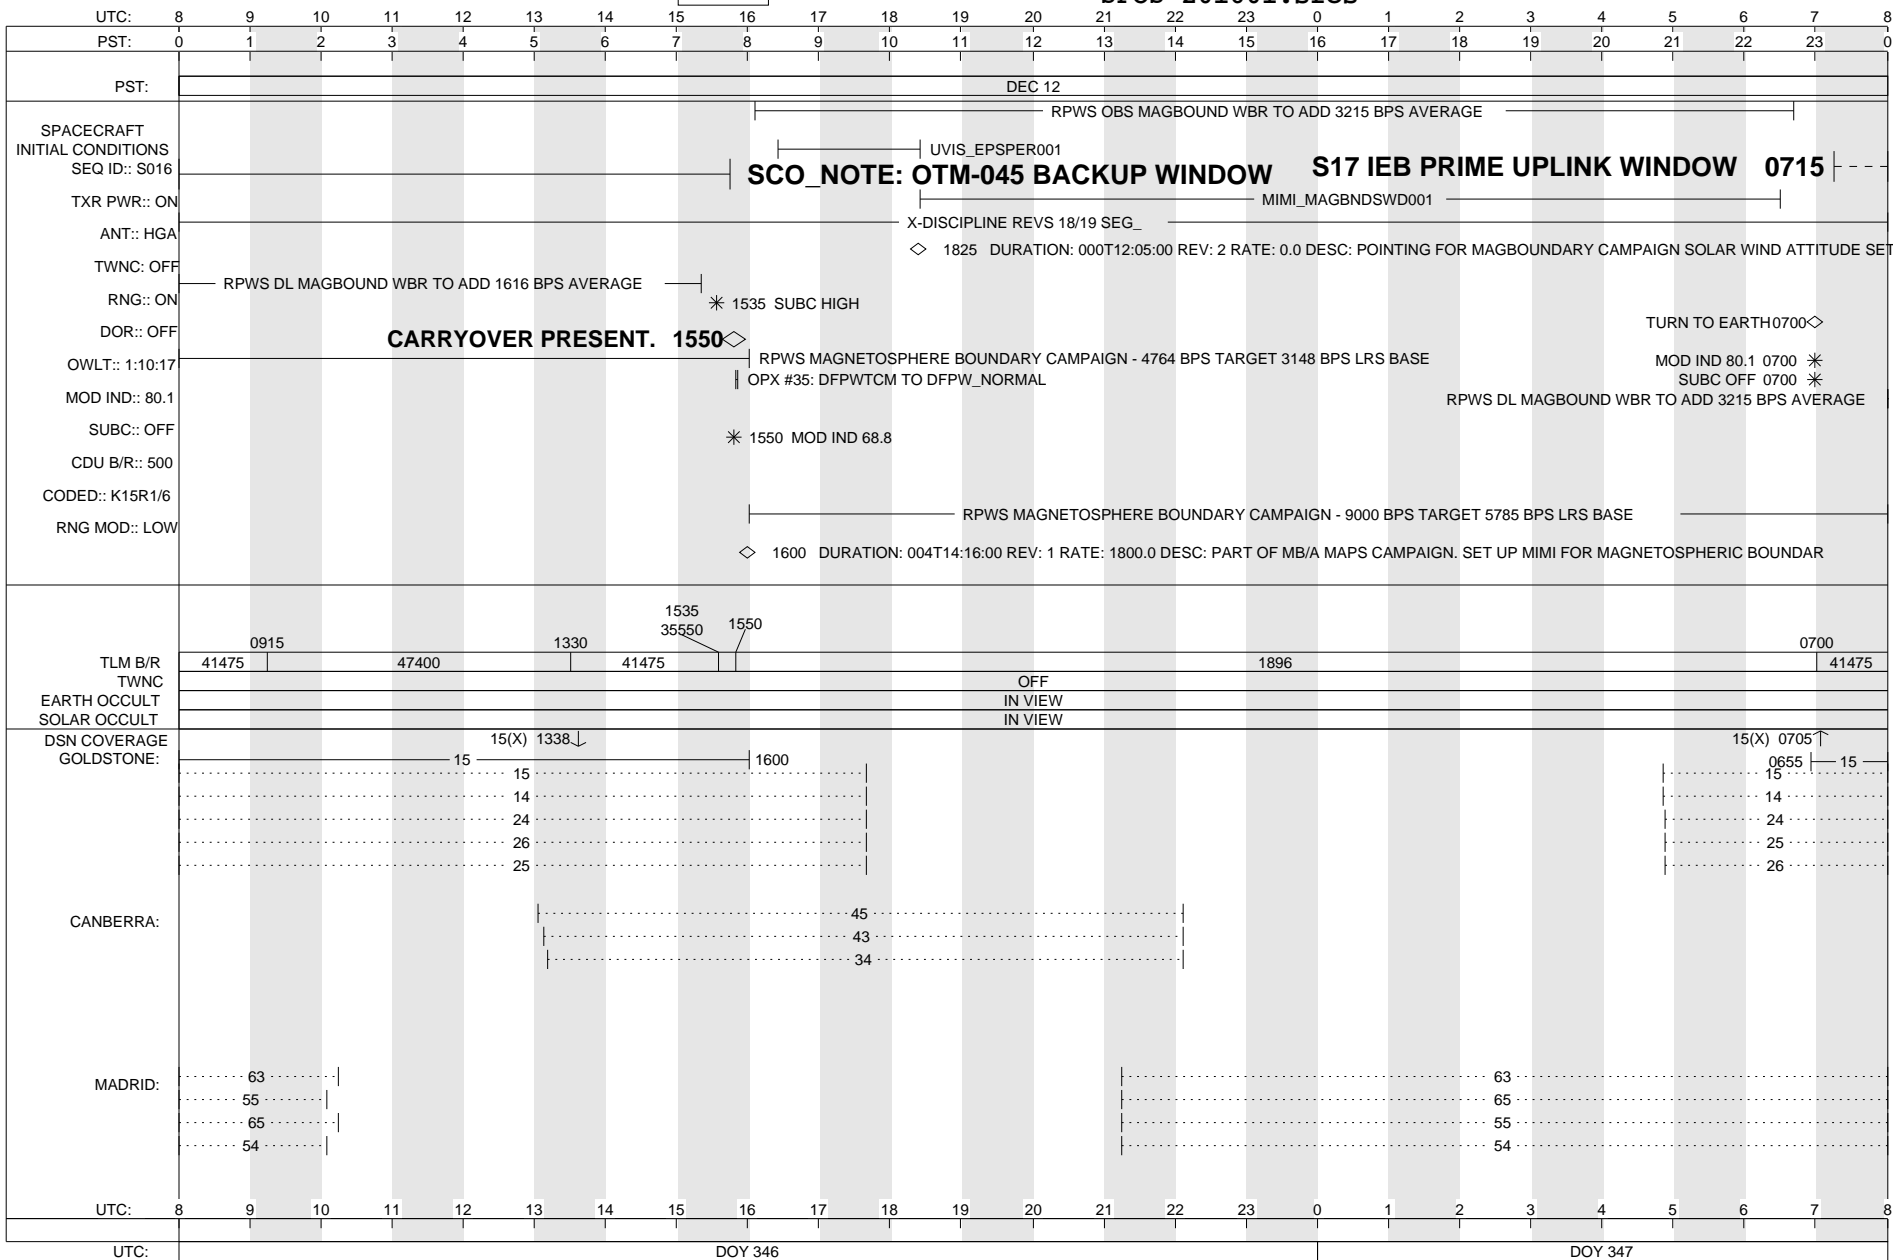 UTC: 8 9 10 11 12 13 14 15 16 17 18 19 20 21 22 23 0 1 2 3 4 5 6 7 8
PST: 0 1 2 3 4 5 6 7 8 9 10 11 12 13 14 15 16 17 18 19 20 21 22 23 0
PST: DEC 12
RPWS OBS MAGBOUND WBR TO ADD 3215 BPS AVERAGE
SPACECRAFT
INITIAL CONDITIONS
UVIS_EPSPER001
SEQ ID:: S016
SCO_NOTE: OTM-045 BACKUP WINDOW
S17 IEB PRIME UPLINK WINDOW 0715
TXR PWR:: ON
MIMI_MAGBNDSWD001
X-DISCIPLINE REVS 18/19 SEG_
ANT:: HGA
1825 DURATION: 000T12:05:00 REV: 2 RATE: 0.0 DESC: POINTING FOR MAGBOUNDARY CAMPAIGN SOLAR WIND ATTITUDE SET
TWNC: OFF
RPWS DL MAGBOUND WBR TO ADD 1616 BPS AVERAGE
RNG:: ON
1535 SUBC HIGH
TURN TO EARTH 0700
DOR:: OFF
CARRYOVER PRESENT. 1550
OWLT:: 1:10:17
RPWS MAGNETOSPHERE BOUNDARY CAMPAIGN - 4764 BPS TARGET 3148 BPS LRS BASE
MOD IND 80.1 0700
OPX #35: DFPWTCM TO DFPW_NORMAL
SUBC OFF 0700
MOD IND:: 80.1
RPWS DL MAGBOUND WBR TO ADD 3215 BPS AVERAGE
SUBC:: OFF
1550 MOD IND 68.8
CDU B/R:: 500
CODED:: K15R1/6
RNG MOD:: LOW
RPWS MAGNETOSPHERE BOUNDARY CAMPAIGN - 9000 BPS TARGET 5785 BPS LRS BASE
1600 DURATION: 004T14:16:00 REV: 1 RATE: 1800.0 DESC: PART OF MB/A MAPS CAMPAIGN. SET UP MIMI FOR MAGNETOSPHERIC BOUNDAR
1535
35550 1550
0915 1330 0700
TLM B/R 41475 47400 41475 1896 41475
TWNC OFF
EARTH OCCULT IN VIEW
SOLAR OCCULT IN VIEW
DSN COVERAGE
15(X) 1338 15(X) 0705
GOLDSTONE: 15 1600 0655 15
15 15
14 14
24 24
26 25
25 26
CANBERRA: 45
43
34
MADRID: 63 63
55 65
65 55
54 54
UTC: 8 9 10 11 12 13 14 15 16 17 18 19 20 21 22 23 0 1 2 3 4 5 6 7 8
UTC: DOY 346 DOY 347